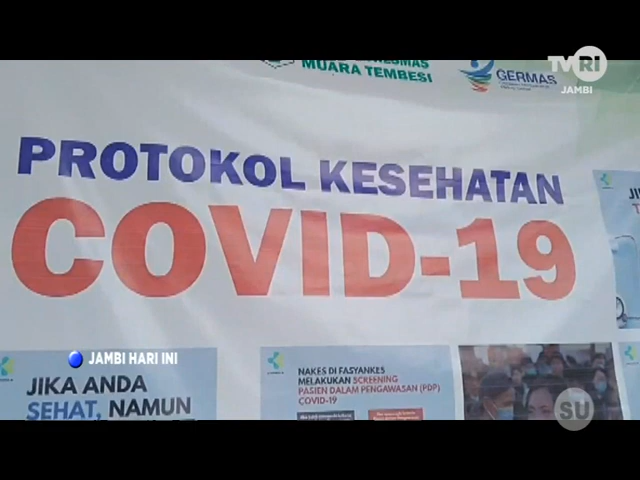 TVRI
JAMBI
MUARA TEMBESI
GERMAS
PROTOKOL KESEHATAN
COVID-19
JAMBI HARI INI
JIKA ANDA
SEHAT, NAMUN
NAKES DI FASYANKES
MELAKUKAN SCREENING
PASIEN DALAM PENGAWASAN (PDP)
COVID-19
SU